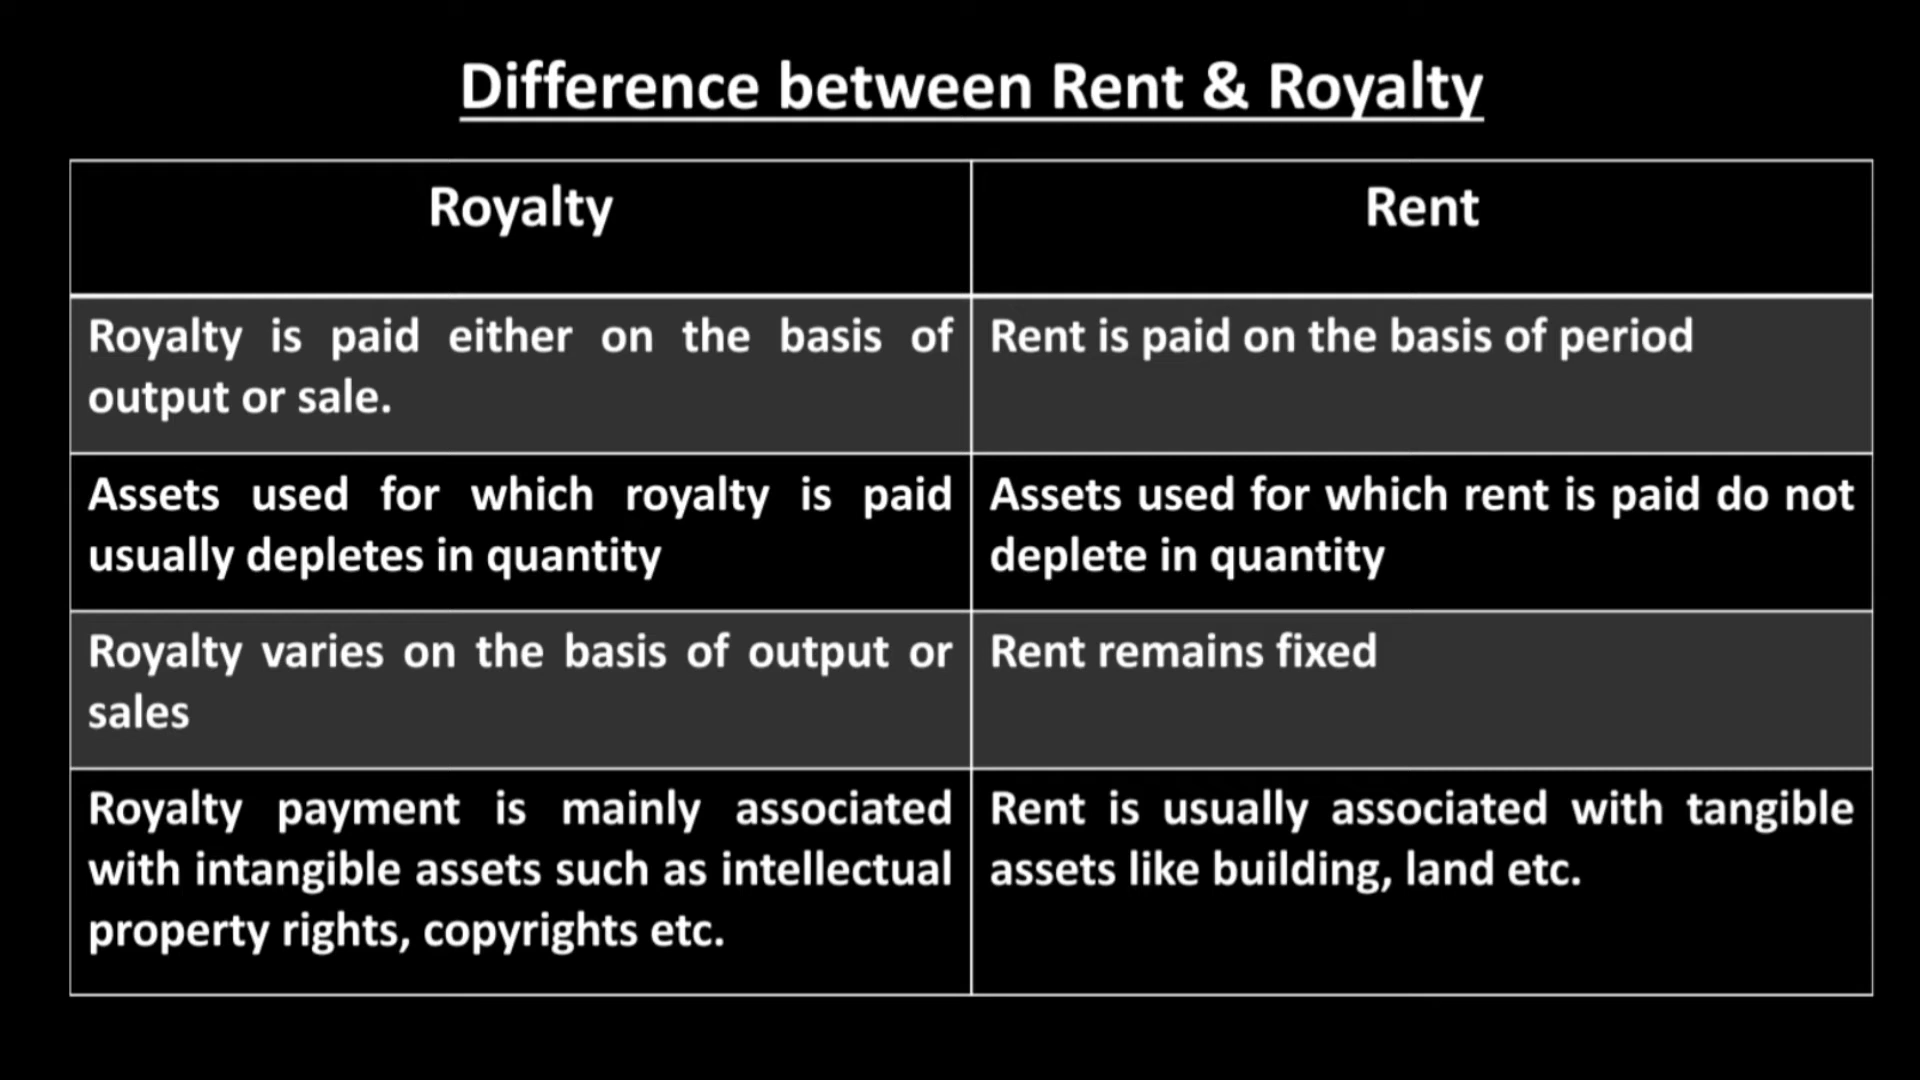 Difference between Rent & Royalty
Royalty
Rent
Royalty is paid either on the basis of
output or sale.
Rent is paid on the basis of period
Assets used for which royalty is paid
usually depletes in quantity
Assets used for which rent is paid do not
deplete in quantity
Royalty varies on the basis of output or
sales
Rent remains fixed
Royalty payment is mainly associated
with intangible assets such as intellectual
property rights, copyrights etc.
Rent is usually associated with tangible
assets like building, land etc.